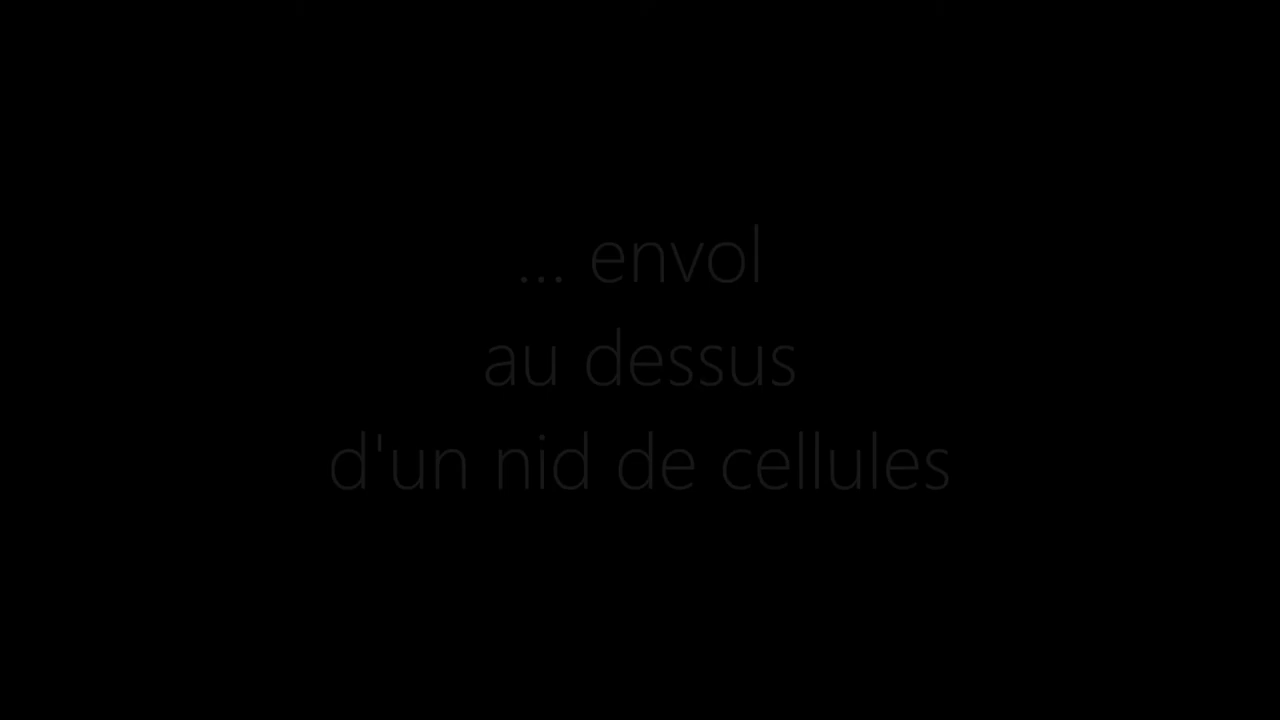 ... envol
au dessus
d'un nid de cellules